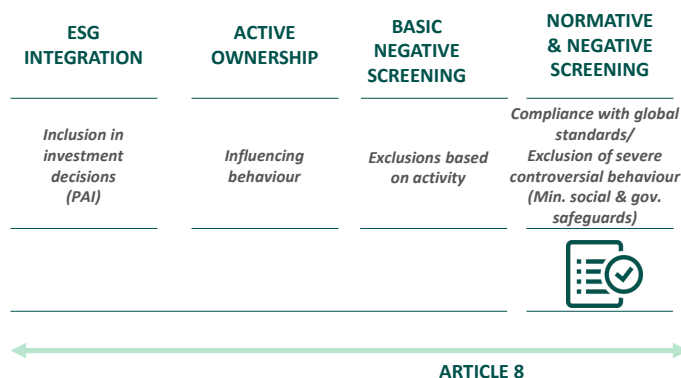 ESG
INTEGRATION
ACTIVE
OWNERSHIP
BASIC
NEGATIVE
SCREENING
NORMATIVE
& NEGATIVE
SCREENING
Inclusion in
investment
decisions
(PAI)
Influencing
behaviour
Exclusions based
on activity
Compliance with global
standards/
Exclusion of severe
controversial behaviour
(Min. social & gov.
safeguards)
ARTICLE 8